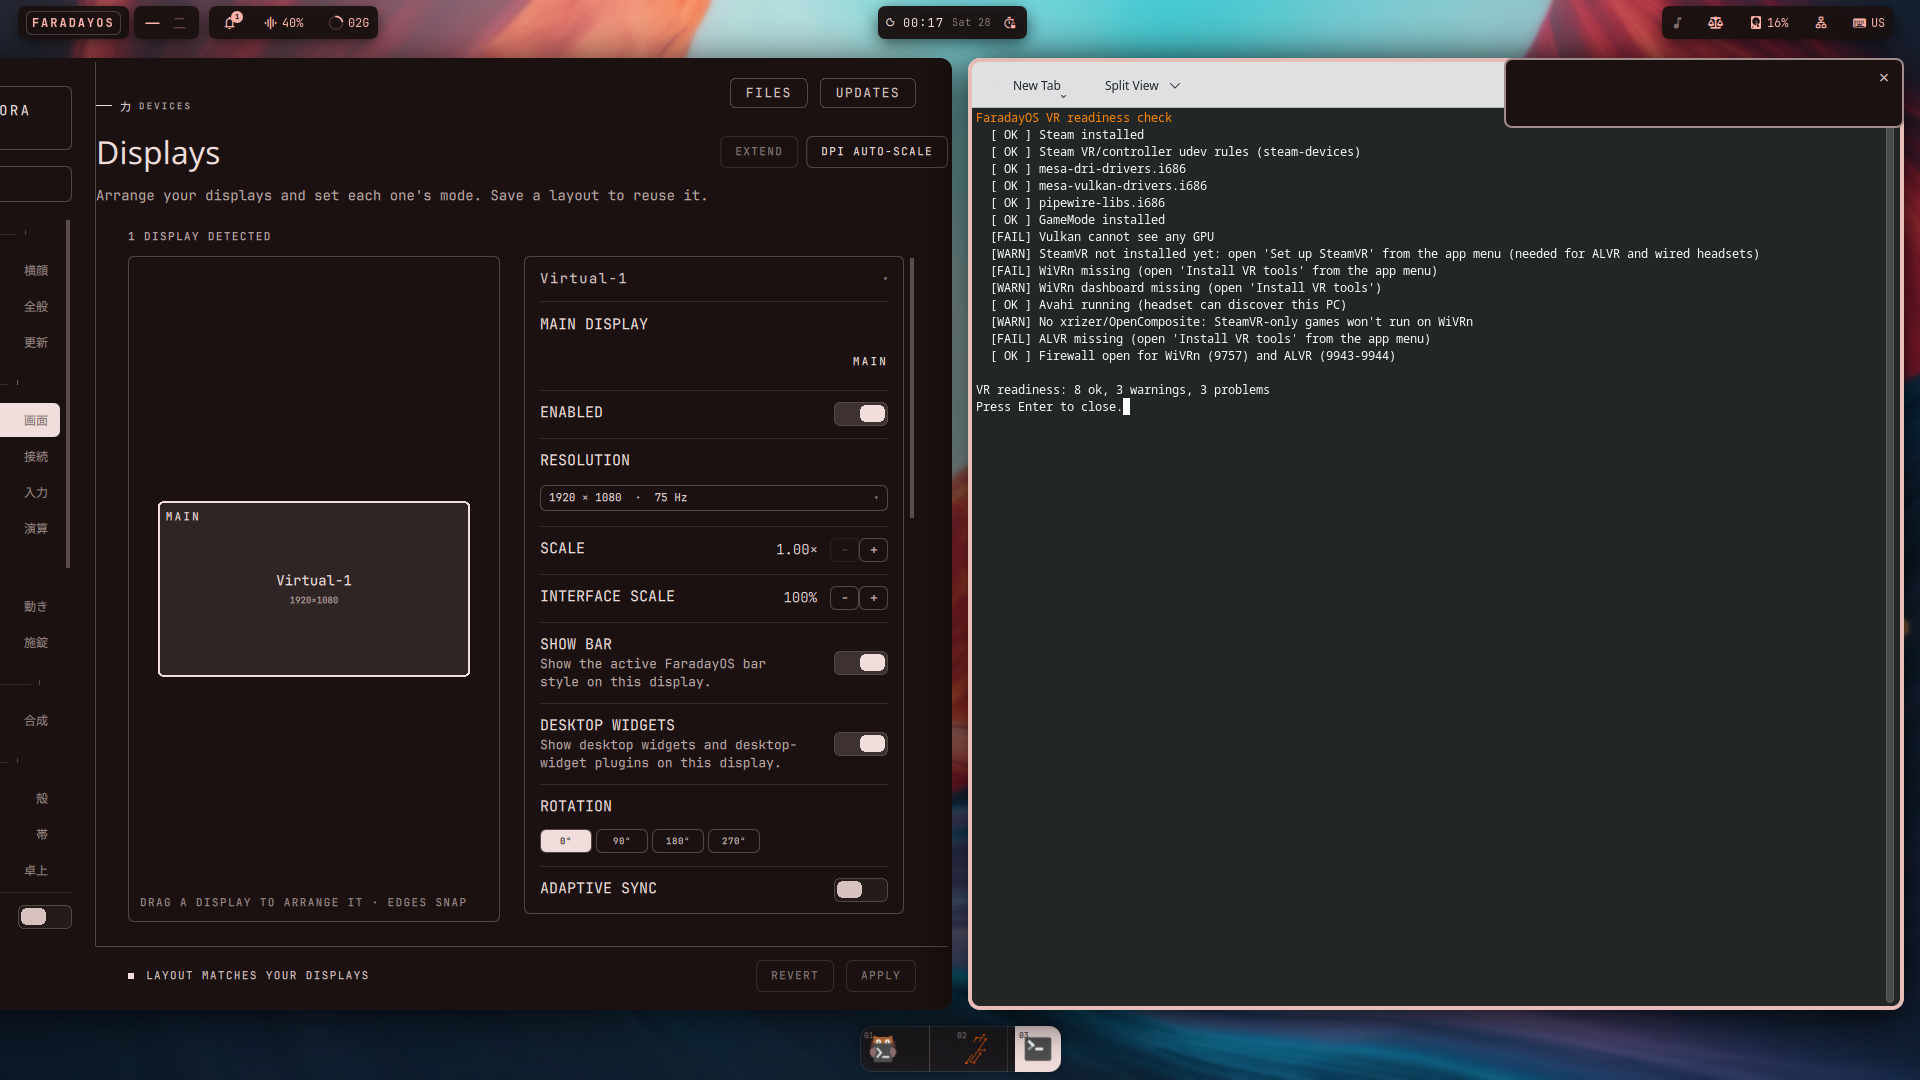 FARADAYOS
1
40%
02G
00:17 Sat 28
16%
US
ORA
横顔
全般
更新
画面
接続
入力
演算
動き
施錠
合成
殻
帯
卓上
力 DEVICES
FILES
UPDATES
Displays
EXTEND
DPI AUTO-SCALE
Arrange your displays and set each one's mode. Save a layout to reuse it.
1 DISPLAY DETECTED
MAIN
Virtual-1
1920×1080
DRAG A DISPLAY TO ARRANGE IT · EDGES SNAP
Virtual-1
MAIN DISPLAY
MAIN
ENABLED
RESOLUTION
1920 × 1080 · 75 Hz
SCALE 1.00× - +
INTERFACE SCALE 100% - +
SHOW BAR
Show the active FaradayOS bar
style on this display.
DESKTOP WIDGETS
Show desktop widgets and desktop-
widget plugins on this display.
ROTATION
0° 90° 180° 270°
ADAPTIVE SYNC
LAYOUT MATCHES YOUR DISPLAYS
REVERT
APPLY
New Tab
Split View
FaradayOS VR readiness check
[ OK ] Steam installed
[ OK ] Steam VR/controller udev rules (steam-devices)
[ OK ] mesa-dri-drivers.i686
[ OK ] mesa-vulkan-drivers.i686
[ OK ] pipewire-libs.i686
[ OK ] GameMode installed
[FAIL] Vulkan cannot see any GPU
[WARN] SteamVR not installed yet: open 'Set up SteamVR' from the app menu (needed for ALVR and wired headsets)
[FAIL] WiVRn missing (open 'Install VR tools' from the app menu)
[WARN] WiVRn dashboard missing (open 'Install VR tools')
[ OK ] Avahi running (headset can discover this PC)
[WARN] No xrizer/OpenComposite: SteamVR-only games won't run on WiVRn
[FAIL] ALVR missing (open 'Install VR tools' from the app menu)
[ OK ] Firewall open for WiVRn (9757) and ALVR (9943-9944)
VR readiness: 8 ok, 3 warnings, 3 problems
Press Enter to close.
01
02
03